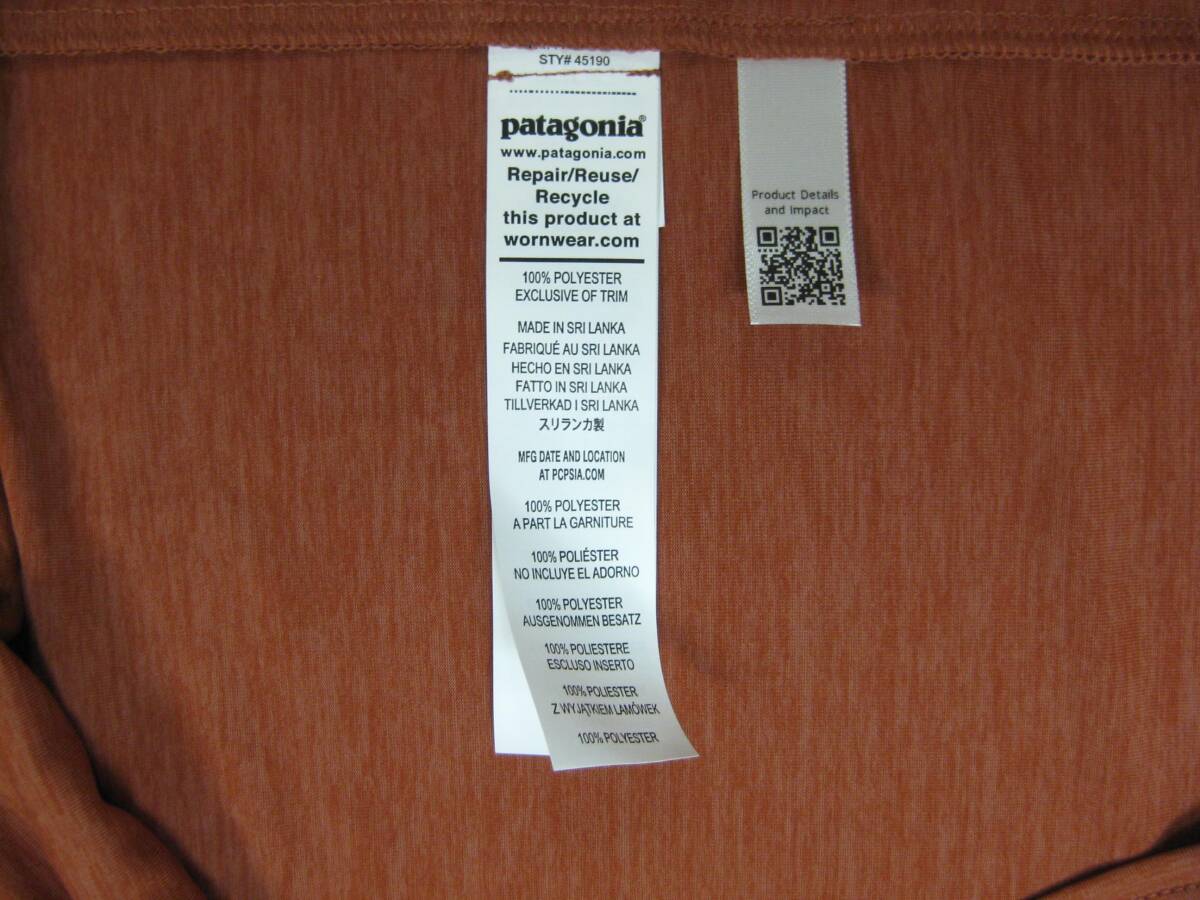 STY# 45190
patagonia®
www.patagonia.com
Repair/Reuse/
Recycle
this product at
wornwear.com
100% POLYESTER
EXCLUSIVE OF TRIM
MADE IN SRI LANKA
FABRIQUÉ AU SRI LANKA
HECHO EN SRI LANKA
FATTO IN SRI LANKA
TILLVERKAD I SRI LANKA
スリランカ製
MFG DATE AND LOCATION
AT PCPSIA.COM
100% POLYESTER
A PART LA GARNITURE
100% POLIÉSTER
NO INCLUYE EL ADORNO
100% POLYESTER
AUSGENOMMEN BESATZ
100% POLIESTERE
ESCLUSO INSERTO
100% POLIESTER
Z WYJĄTKIEM LAMÓWEK
100% POLYESTER
Product Details
and Impact